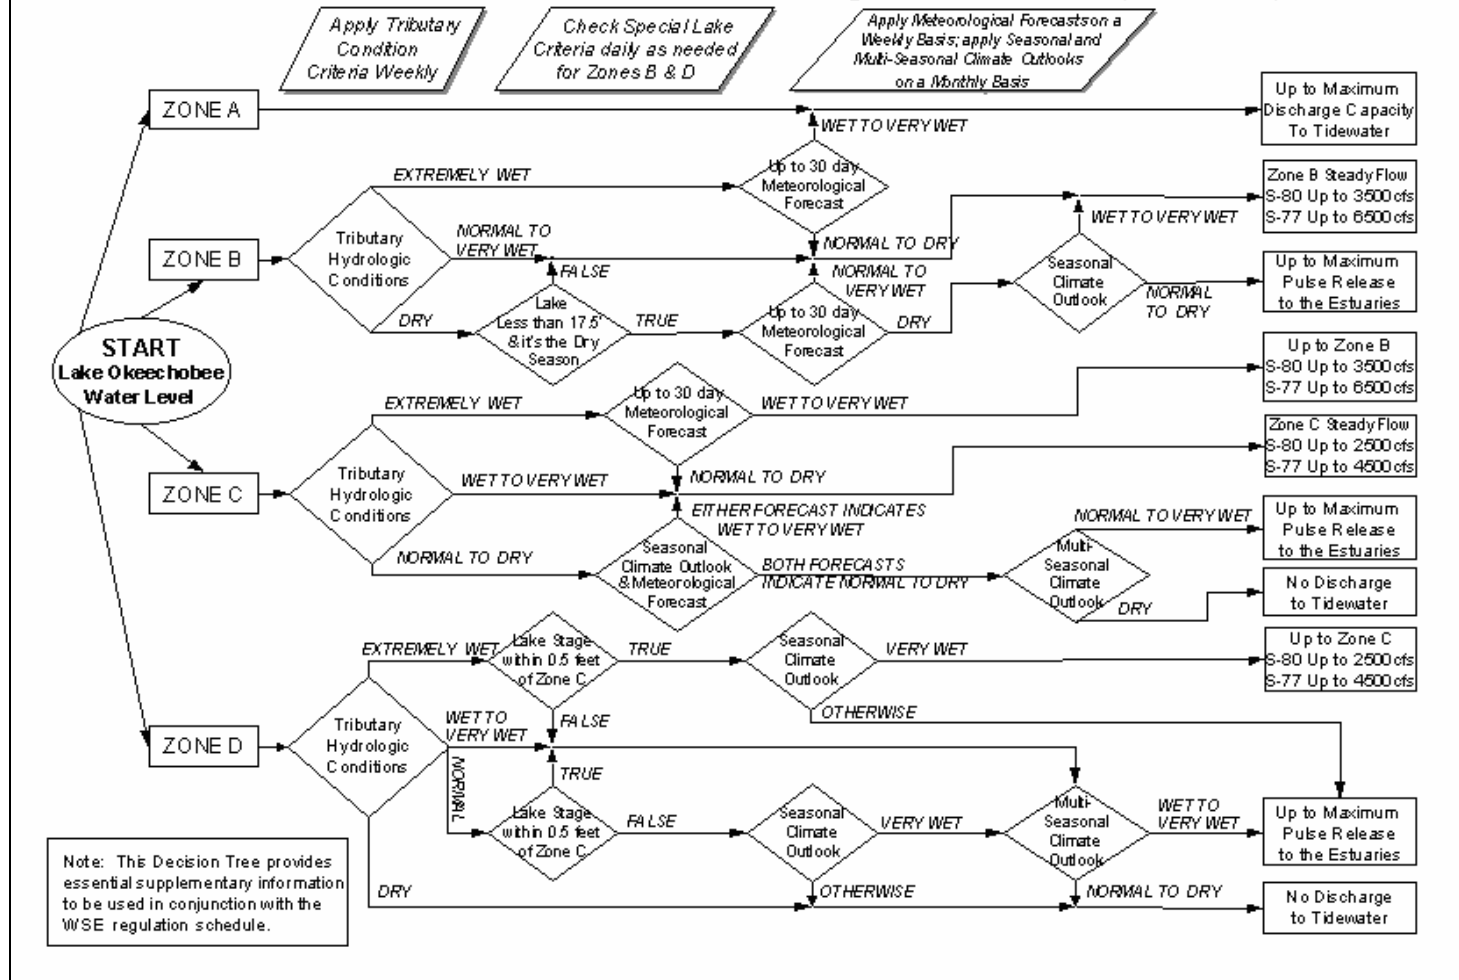 Apply Tributary
Condition
Criteria Weekly
Check Special Lake
Criteria daily as needed
for Zones B & D
Apply Meteorological Forecasts on a
Weekly Basis; apply Seasonal and
Multi-Seasonal Climate Outlooks
on a Monthly Basis
ZONE A
WET TO VERY WET
Up to Maximum
Discharge Capacity
To Tidewater
EXTREMELY WET
Up to 30 day
Meteorological
Forecast
NORMAL TO DRY
Zone B Steady Flow
S-80 Up to 3500 cfs
S-77 Up to 6500 cfs
ZONE B
Tributary
Hydrologic
Conditions
NORMAL TO
VERY WET
FALSE
NORMAL TO
VERY WET
WET TO VERY WET
Seasonal
Climate
Outlook
NORMAL
TO DRY
Up to Maximum
Pulse Release
to the Estuaries
DRY
Lake
Less than 17.5'
& it's the Dry
Season
TRUE
Up to 30 day
Meteorological
Forecast
DRY
START
Lake Okeechobee
Water Level
EXTREMELY WET
Up to 30 day
Meteorological
Forecast
WET TO VERY WET
Up to Zone B
S-80 Up to 3500 cfs
S-77 Up to 6500 cfs
ZONE C
Tributary
Hydrologic
Conditions
WET TO VERY WET
NORMAL TO DRY
Zone C Steady Flow
S-80 Up to 2500 cfs
S-77 Up to 4500 cfs
EITHER FORECAST INDICATES
WET TO VERY WET
NORMAL TO DRY
Seasonal
Climate Outlook
& Meteorological
Forecast
BOTH FORECASTS
INDICATE NORMAL TO DRY
Multi-
Seasonal
Climate
Outlook
NORMAL TO VERY WET
Up to Maximum
Pulse Release
to the Estuaries
DRY
No Discharge
to Tidewater
EXTREMELY WET
Lake Stage
within 0.5 feet
of Zone C
TRUE
Seasonal
Climate
Outlook
VERY WET
Up to Zone C
S-80 Up to 2500 cfs
S-77 Up to 4500 cfs
FALSE
OTHERWISE
ZONE D
Tributary
Hydrologic
Conditions
WET TO
VERY WET
NORMAL
TRUE
Lake Stage
within 0.5 feet
of Zone C
FALSE
Seasonal
Climate
Outlook
VERY WET
Multi-
Seasonal
Climate
Outlook
WET TO
VERY WET
Up to Maximum
Pulse Release
to the Estuaries
DRY
OTHERWISE
NORMAL TO DRY
No Discharge
to Tidewater
Note: This Decision Tree provides
essential supplementary information
to be used in conjunction with the
WSE regulation schedule.